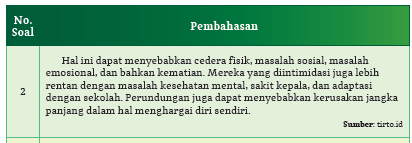 No. Soal
Pembahasan
2
Hal ini dapat menyebabkan cedera fisik, masalah sosial, masalah
emosional, dan bahkan kematian. Mereka yang diintimidasi juga lebih
rentan dengan masalah kesehatan mental, sakit kepala, dan adaptasi
dengan sekolah. Perundungan juga dapat menyebabkan kerusakan jangka
panjang dalam hal menghargai diri sendiri.
Sumber: tirto.id